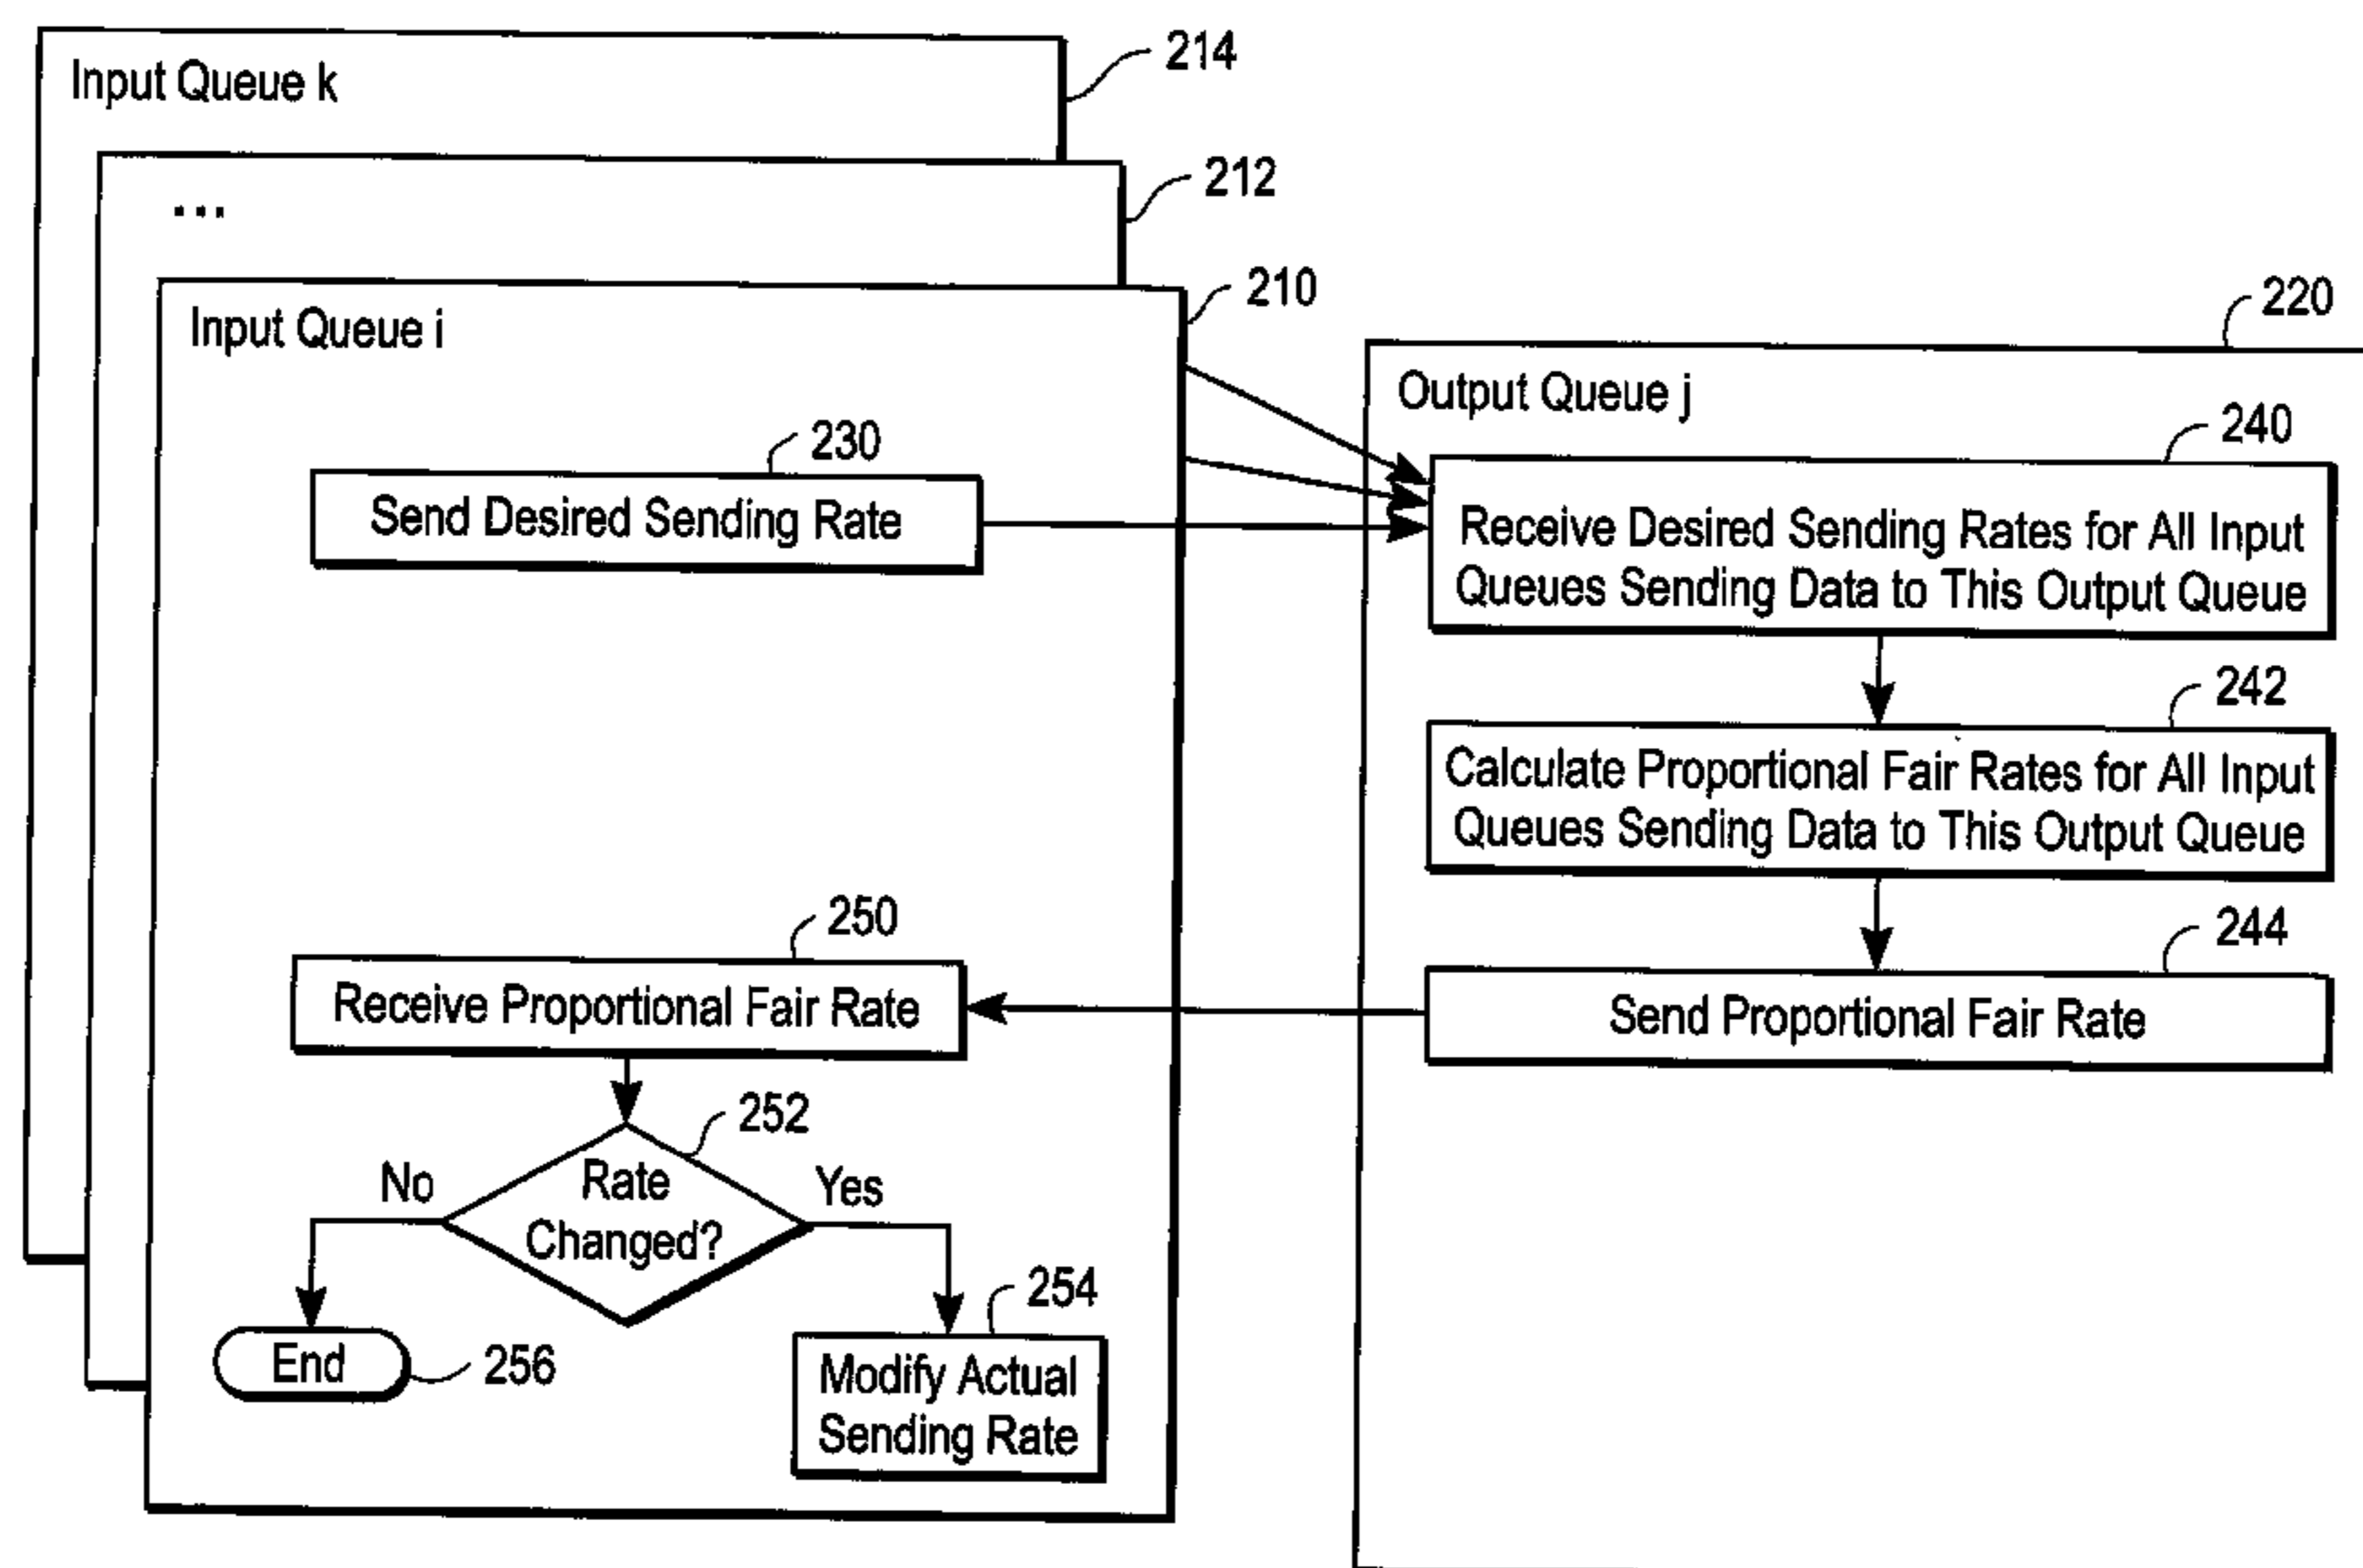 214
Input Queue k
212
...
210
Input Queue i
220
Output Queue j
230
Send Desired Sending Rate
240
Receive Desired Sending Rates for All Input
Queues Sending Data to This Output Queue
242
Calculate Proportional Fair Rates for All Input
Queues Sending Data to This Output Queue
244
Send Proportional Fair Rate
250
Receive Proportional Fair Rate
252
Rate
Changed?
No
Yes
254
Modify Actual
Sending Rate
End
256